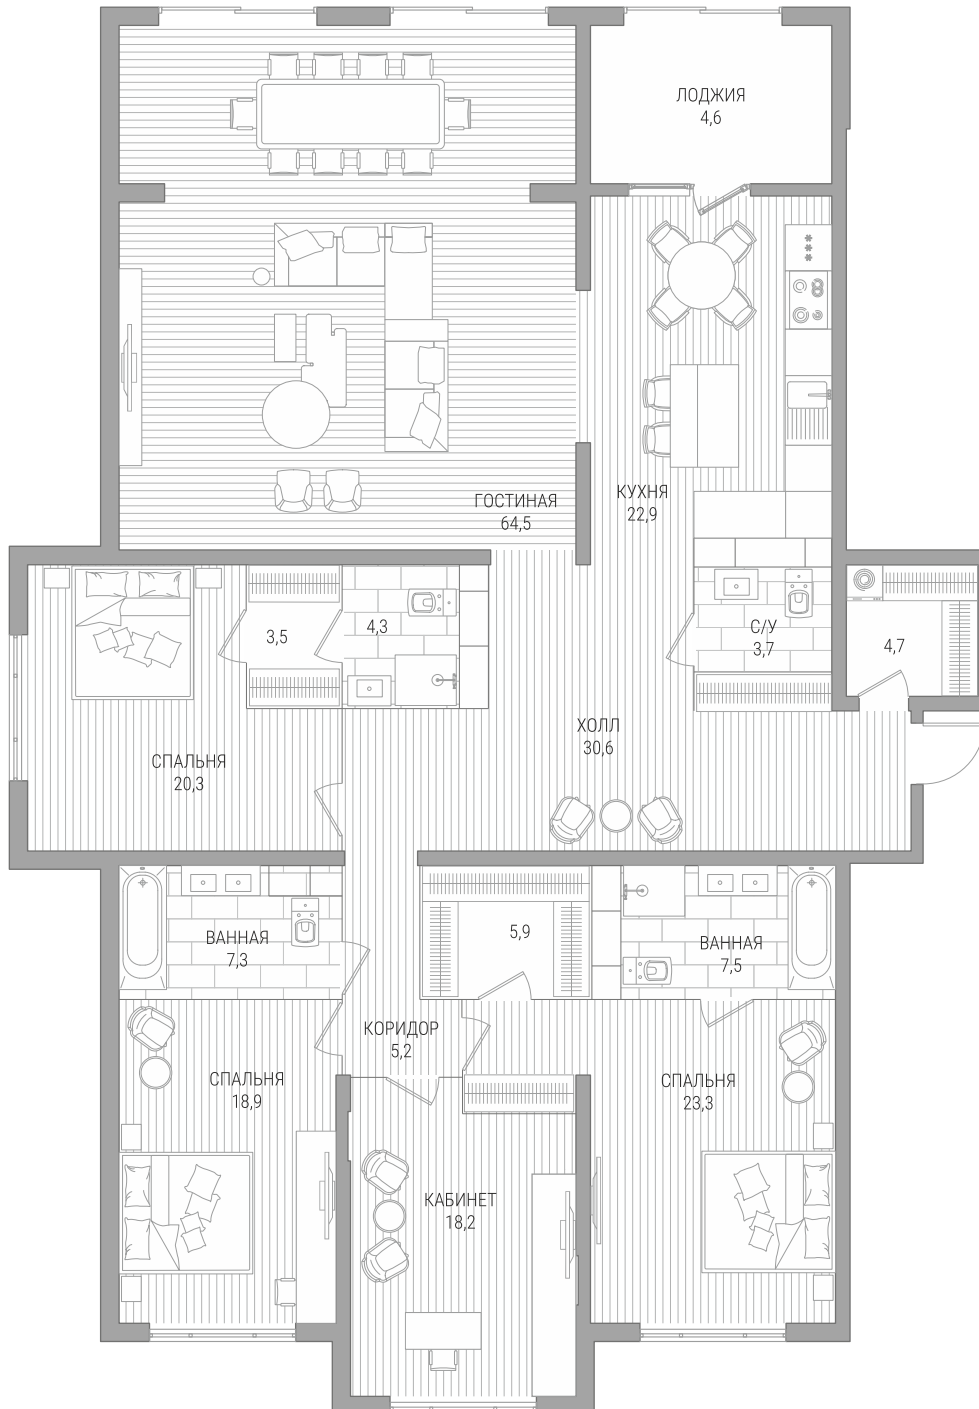 ЛОДЖИЯ
4,6
ГОСТИНАЯ
64,5
КУХНЯ
22,9
3,5
4,3
С/У
3,7
4,7
СПАЛЬНЯ
20,3
ХОЛЛ
30,6
ВАННАЯ
7,3
5,9
ВАННАЯ
7,5
КОРИДОР
5,2
СПАЛЬНЯ
18,9
СПАЛЬНЯ
23,3
КАБИНЕТ
18,2